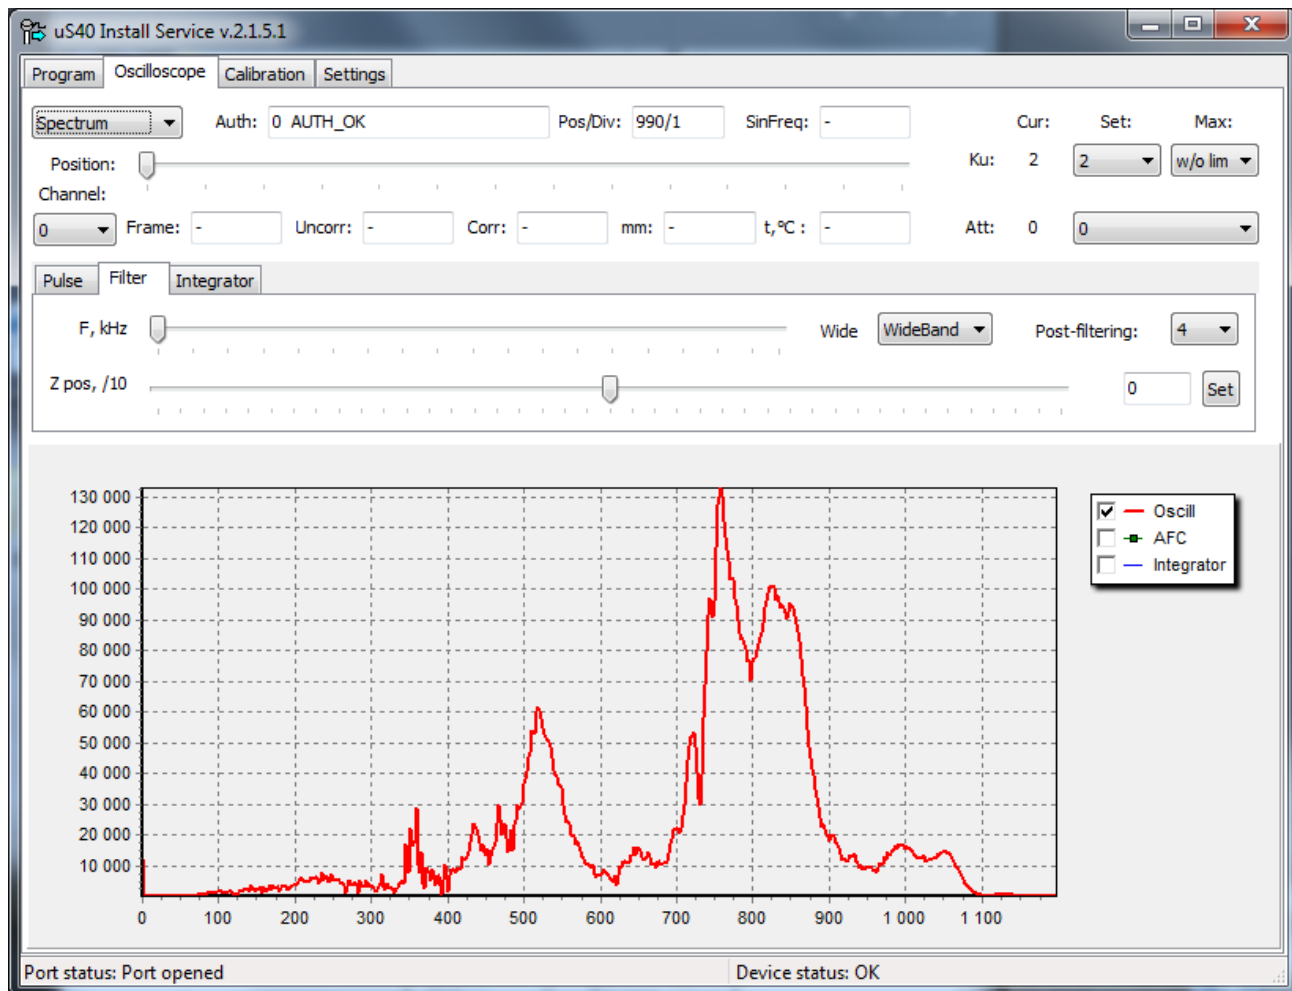 uS40 Install Service v.2.1.5.1
Program Oscilloscope Calibration Settings
Spectrum Auth: 0 AUTH_OK Pos/Div: 990/1 SinFreq: - Cur: Set: Max:
Position: Ku: 2 2 w/o lim
Channel:
0 Frame: - Uncorr: - Corr: - mm: - t,ºC : - Att: 0 0
Pulse Filter Integrator
F, kHz Wide WideBand Post-filtering: 4
Z pos, /10 0 Set
130 000
120 000
110 000
100 000
90 000
80 000
70 000
60 000
50 000
40 000
30 000
20 000
10 000
0 100 200 300 400 500 600 700 800 900 1 000 1 100
Oscill
AFC
Integrator
Port status: Port opened Device status: OK